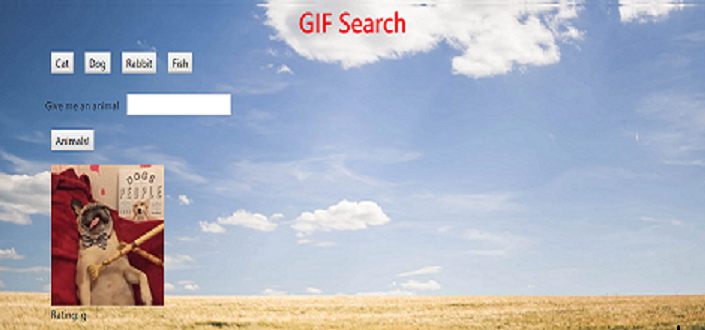 GIF Search
Cat Dog Rabbit Fish
Give me an animal
Animals!
DOGS
PEOPLE
Rating: g